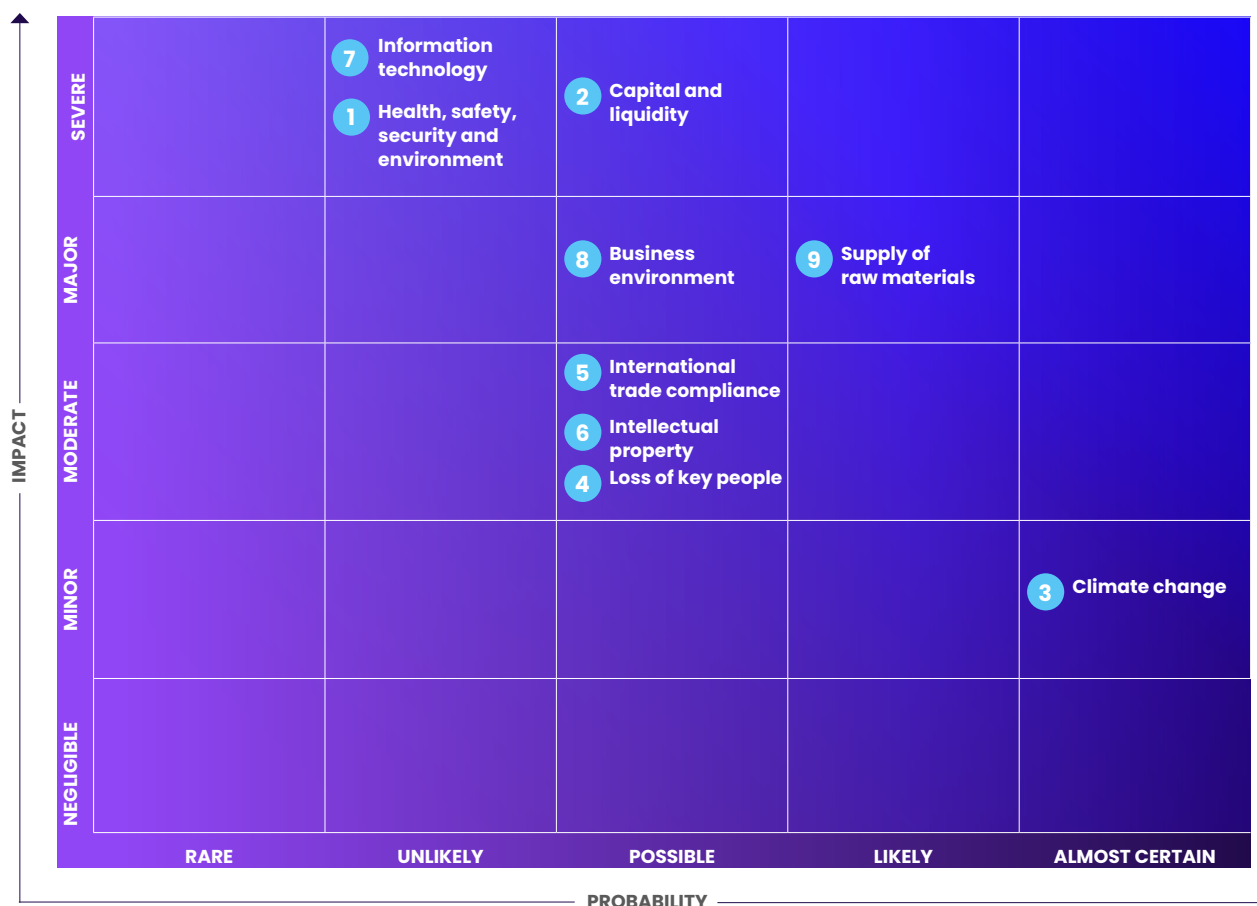 IMPACT
SEVERE
7
Information
technology
1
Health, safety,
security and
environment
2
Capital and
liquidity
MAJOR
8
Business
environment
9
Supply of
raw materials
MODERATE
5
International
trade compliance
6
Intellectual
property
4
Loss of key people
MINOR
3
Climate change
NEGLIGIBLE
RARE
UNLIKELY
POSSIBLE
LIKELY
ALMOST CERTAIN
PROBABILITY